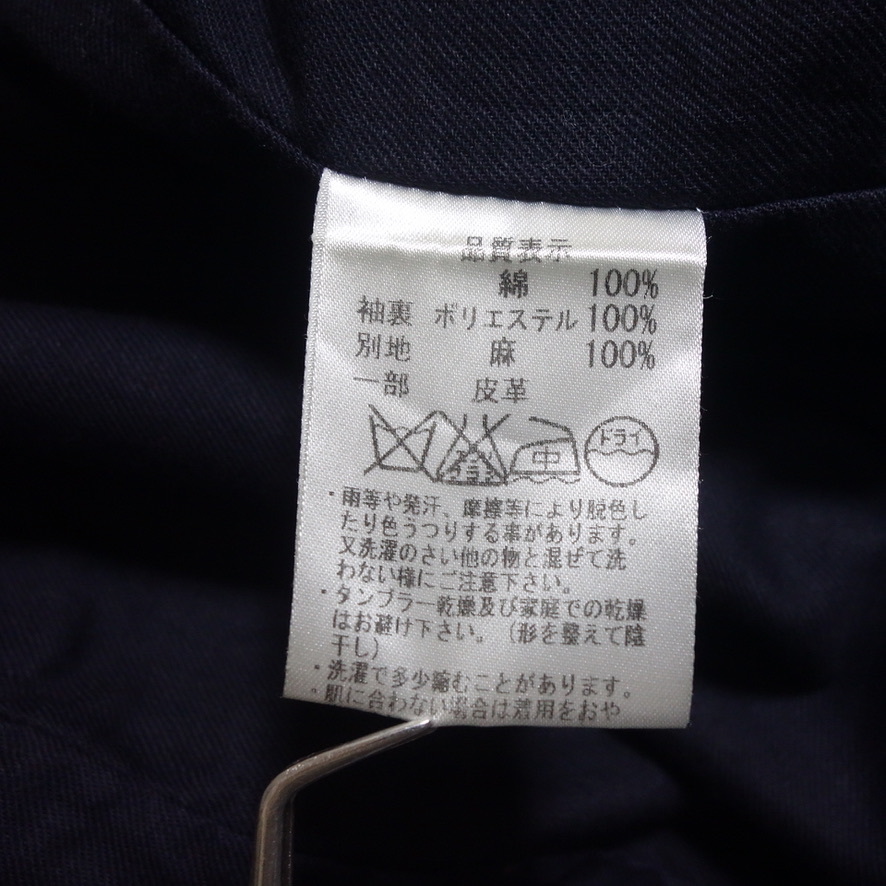 品質表示
綿 100%
袖裏 ポリエステル 100%
別地 麻 100%
一部 皮革
エンソサラシ 中 ドライ
・雨等や発汗、摩擦等により脱色し
たり色うつりする事があります。
又洗濯のさい他の物と混ぜて洗
わない様にご注意下さい。
・タンブラー乾燥及び家庭での乾燥
はお避け下さい。（形を整えて陰
干し）
・洗濯で多少縮むことがあります。
・肌に合わない場合は着用をおや